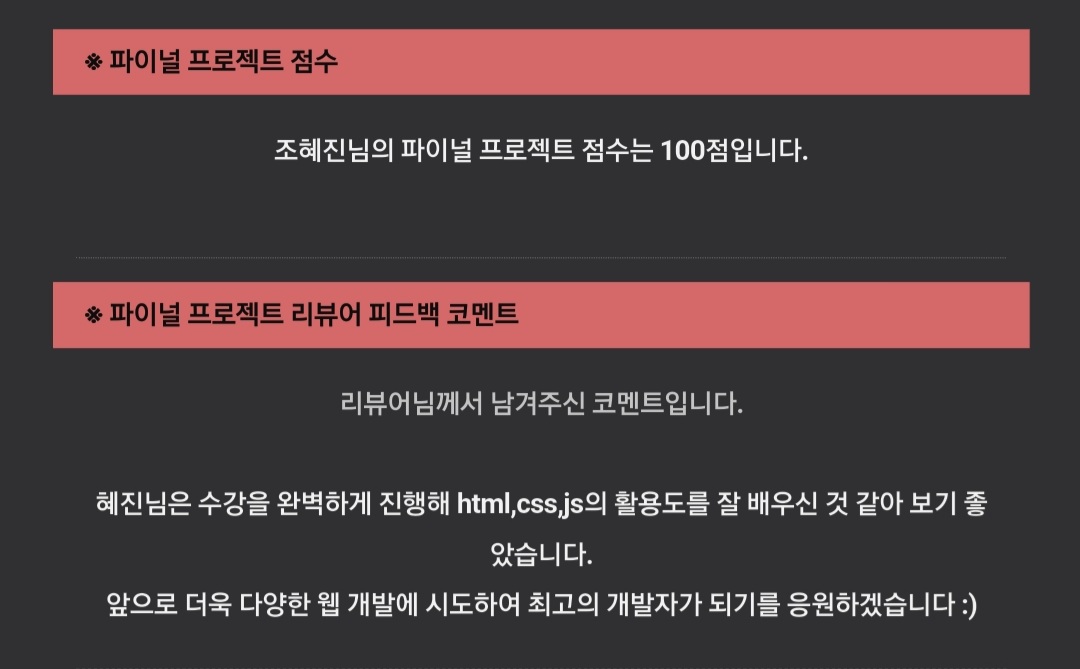 ※ 파이널 프로젝트 점수
조혜진님의 파이널 프로젝트 점수는 100점입니다.
※ 파이널 프로젝트 리뷰어 피드백 코멘트
리뷰어님께서 남겨주신 코멘트입니다.
혜진님은 수강을 완벽하게 진행해 html,css,js의 활용도를 잘 배우신 것 같아 보기 좋
았습니다.
앞으로 더욱 다양한 웹 개발에 시도하여 최고의 개발자가 되기를 응원하겠습니다 :)